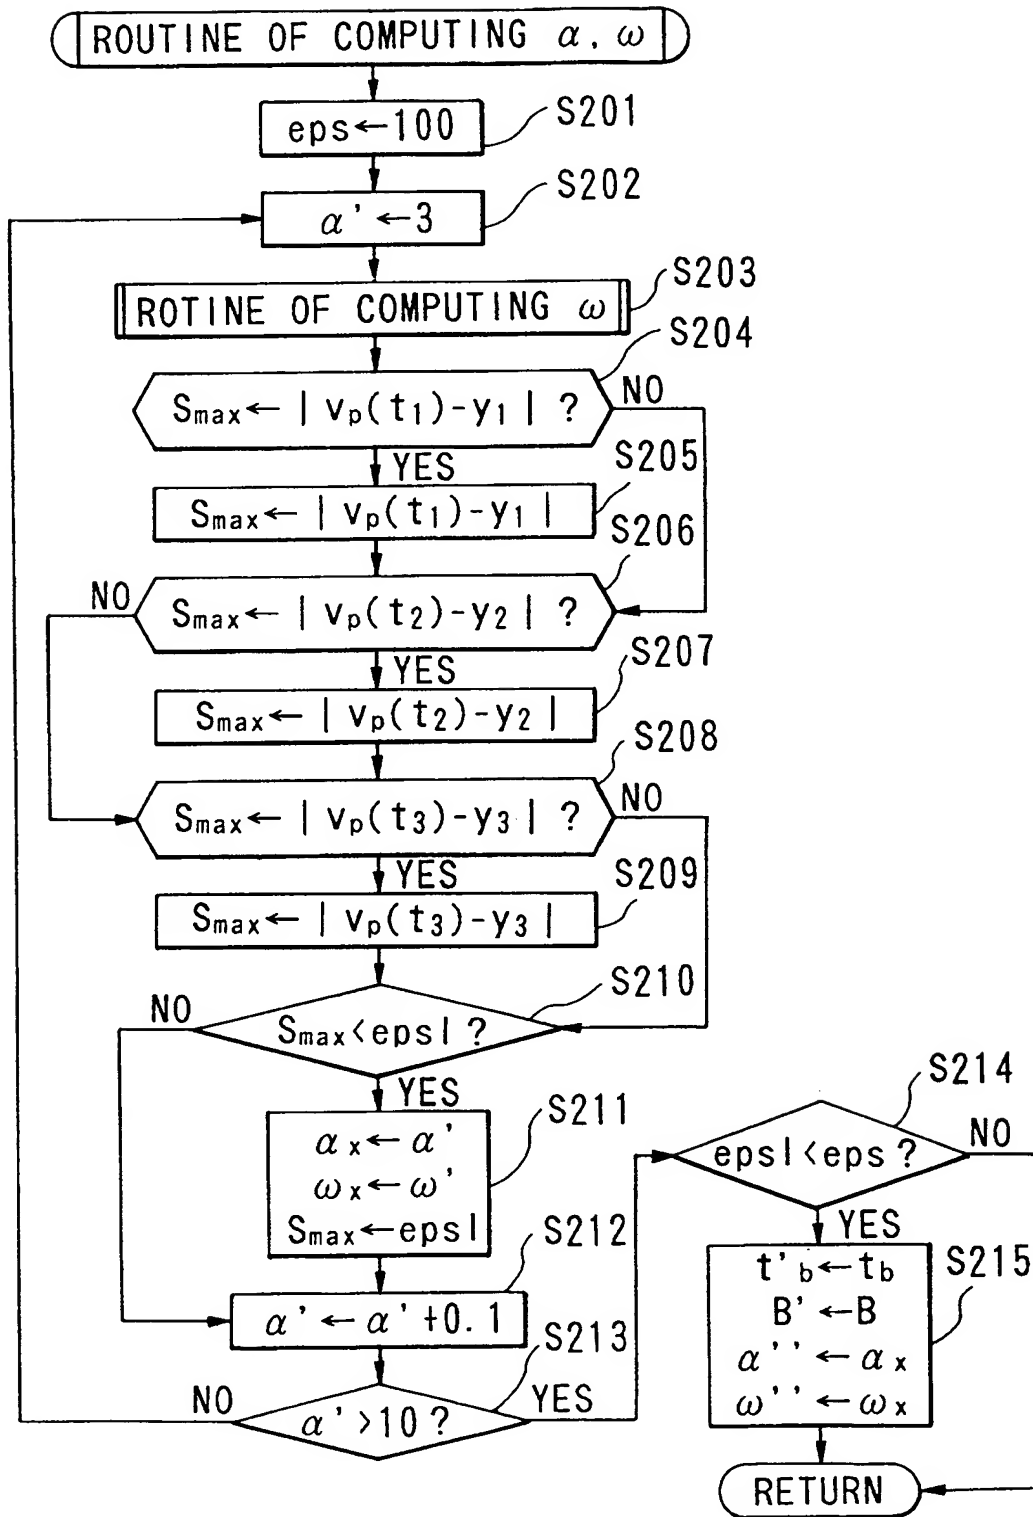 ROUTINE OF COMPUTING α, ω
eps←100
S201
α'←3
S202
ROTINE OF COMPUTING ω
S203
Smax←|vp(t1)-y1| ?
S204
NO
YES
Smax←|vp(t1)-y1|
S205
Smax←|vp(t2)-y2| ?
S206
NO
YES
Smax←|vp(t2)-y2|
S207
Smax←|vp(t3)-y3| ?
S208
NO
YES
Smax←|vp(t3)-y3|
S209
Smax<epsl ?
S210
NO
YES
αx←α'
ωx←ω'
Smax←epsl
S211
α'←α'+0.1
S212
α'>10?
S213
NO
YES
epsl<eps?
S214
NO
YES
t'b←tb
B'←B
α''←αx
ω''←ωx
S215
RETURN